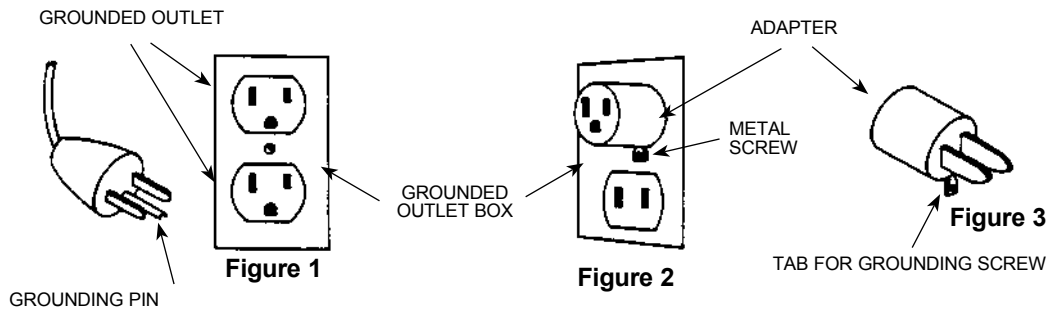 GROUNDED OUTLET
ADAPTER
METAL
SCREW
GROUNDED
OUTLET BOX
Figure 1
Figure 2
Figure 3
TAB FOR GROUNDING SCREW
GROUNDING PIN